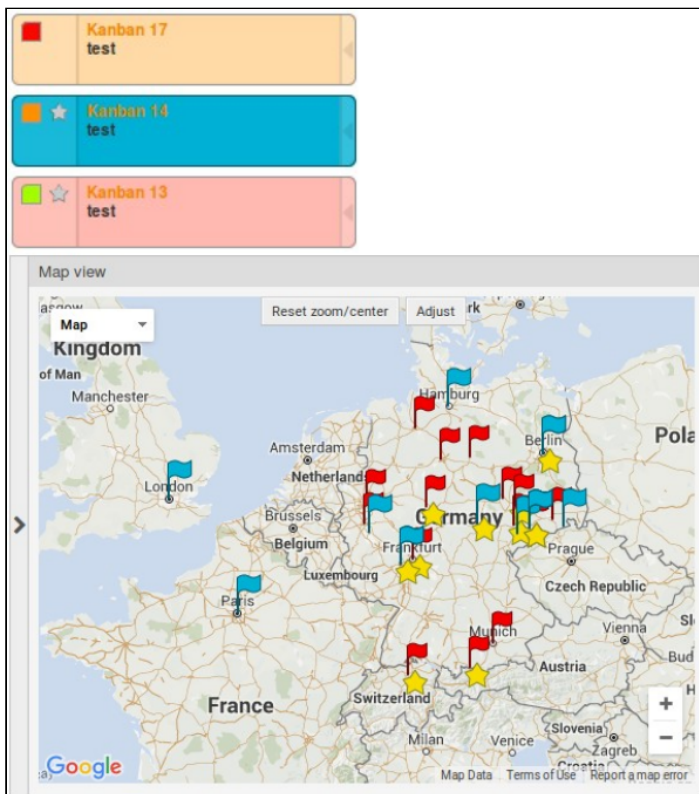 Kanban 17
test
Kanban 14
test
Kanban 13
test
Map view
Map
Reset zoom/center
Adjust
Kingdom
of Man
Manchester
Hamburg
Amsterdam
Berlin
Pola
Netherland
London
Brussels
Germany
Belgium
Frankfurt
Prague
Luxembourg
Czech Republic
Paris
Munich
Vienna
Austria
Switzerland
France
Milan
Venice
Slovenia
Zagreb
Croatia
Google
Map Data
Terms of Use
Report a map error